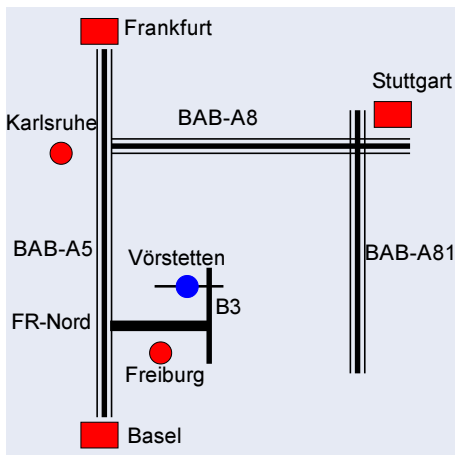 Frankfurt
Stuttgart
Karlsruhe
BAB-A8
BAB-A5
Vörstetten
BAB-A81
B3
FR-Nord
Freiburg
Basel